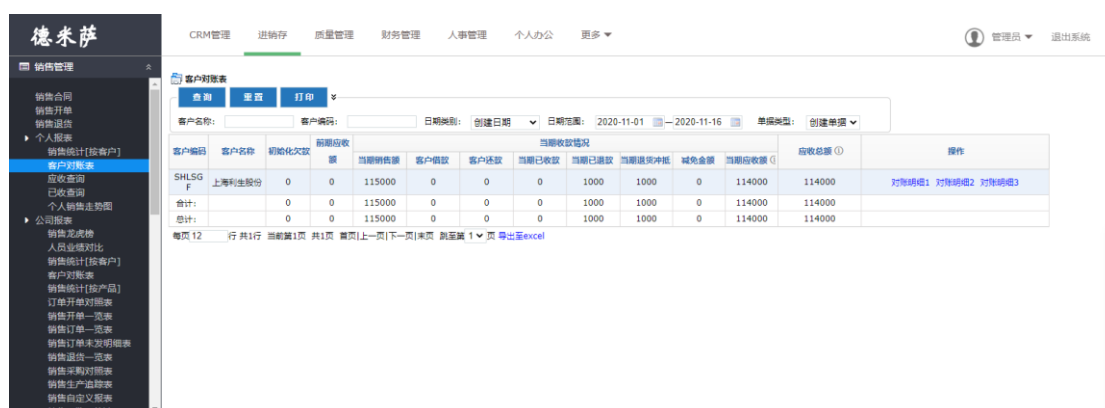 德米萨
CRM管理 进销存 质量管理 财务管理 人事管理 个人办公 更多
管理员 退出系统
销售管理
销售合同
销售开单
销售退货
个人报表
销售统计[按客户]
客户对账表
应收查询
已收查询
个人销售走势图
公司报表
销售龙虎榜
人员业绩对比
销售统计[按客户]
客户对账表
销售统计[按产品]
订单开单对照表
销售开单一览表
销售订单一览表
销售订单未发明细表
销售退货一览表
销售采购对照表
销售生产追踪表
销售自定义报表
客户对账表
查询 重置 打印
客户名称: 客户编码: 日期类别: 创建日期 日期范围: 2020-11-01 — 2020-11-16 单据类型: 创建单据
客户编码 客户名称 初始化欠款 前期应收额 当期收款情况 应收总额 操作
当期销售额 客户借款 客户还款 当期已收款 当期已退款 当期退货冲抵 减免金额 当期应收额
SHLSGF 上海利生股份 0 0 115000 0 0 0 1000 1000 0 114000 114000 对账明细1 对账明细2 对账明细3
合计: 0 0 115000 0 0 0 1000 1000 0 114000 114000
总计: 0 0 115000 0 0 0 1000 1000 0 114000 114000
每页 12 行 共1行 当前第1页 共1页 首页|上一页|下一页|末页 跳至第 1 页 导出至excel